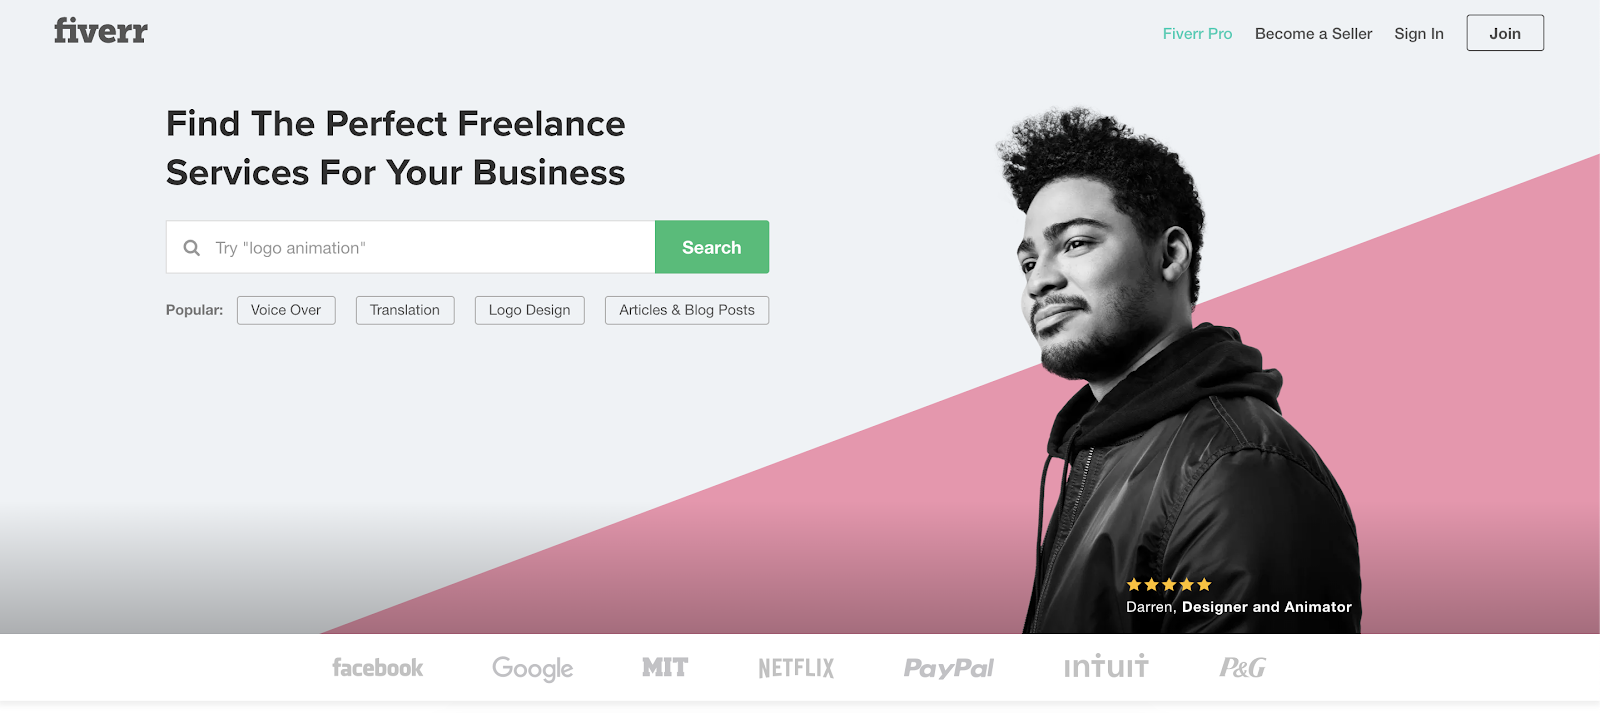 fiverr
Fiverr Pro
Become a Seller
Sign In
Join
Find The Perfect Freelance
Services For Your Business
Try "logo animation"
Search
Popular:
Voice Over
Translation
Logo Design
Articles & Blog Posts
Darren, Designer and Animator
facebook
Google
MIT
NETFLIX
PayPal
intuit
P&G